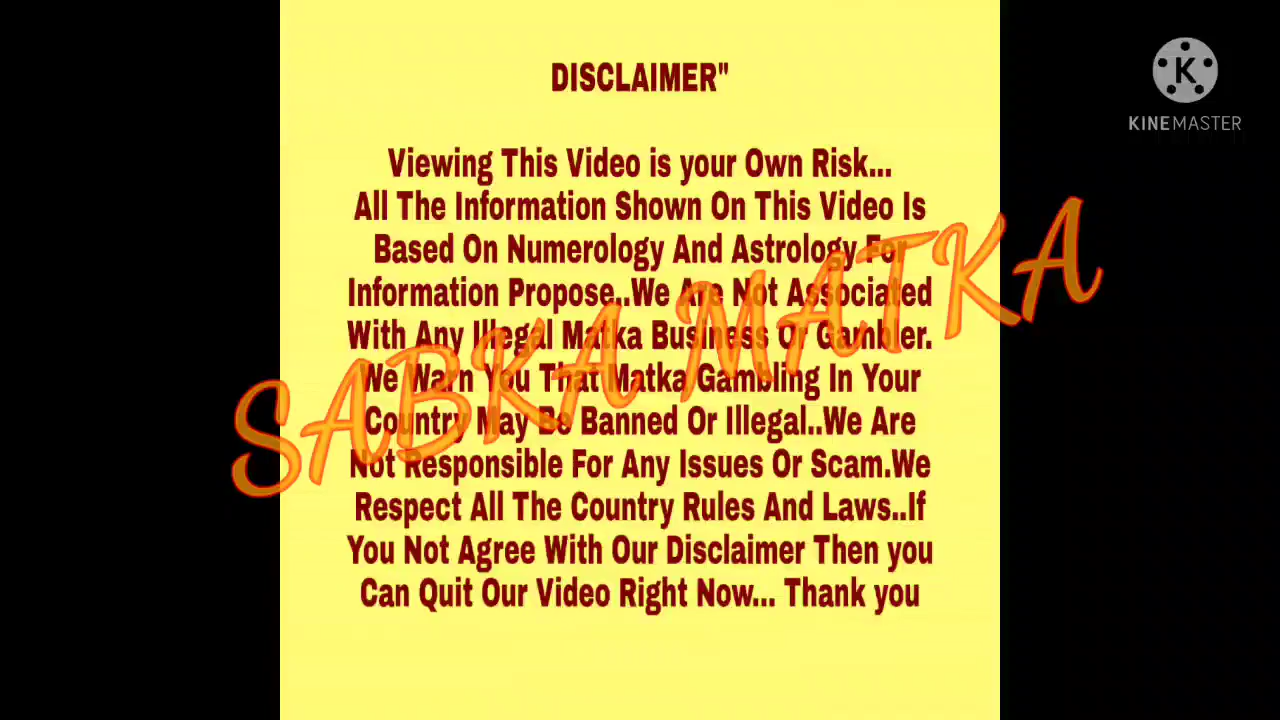 DISCLAIMER"
Viewing This Video is your Own Risk...
All The Information Shown On This Video Is
Based On Numerology And Astrology For
Information Propose..We Are Not Associated
With Any Illegal Matka Business Or Gambler.
We Warn You That Matka Gambling In Your
Country May Be Banned Or Illegal..We Are
Not Responsible For Any Issues Or Scam.We
Respect All The Country Rules And Laws..If
You Not Agree With Our Disclaimer Then you
Can Quit Our Video Right Now... Thank you
SABKA MATKA
K
KINEMASTER